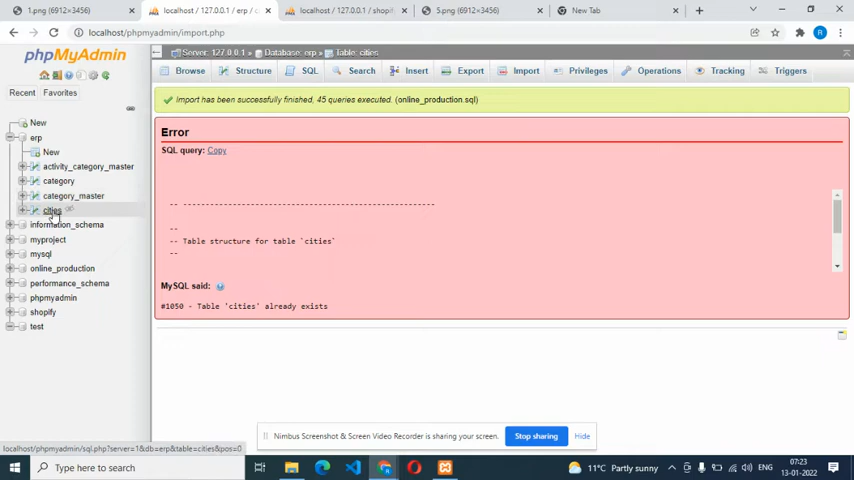 1.png (3456×2592)
localhost / 127.0.0.1 / erp / c
localhost / 127.0.0.1 / shopif
5.png (3456×2592)
New Tab
localhost/phpmyadmin/import.php
R
phpMyAdmin
Recent
Favorites
New
erp
New
activity_category_master
category
category_master
cities
information_schema
myproject
mysql
online_production
performance_schema
phpmyadmin
shopify
test
Server: 127.0.0.1 » Database: erp » Table: cities
Browse
Structure
SQL
Search
Insert
Export
Import
Privileges
Operations
Tracking
Triggers
Import has been successfully finished, 45 queries executed. (online_production.sql)
Error
SQL query: Copy
-- --------------------------------------------------------
--
-- Table structure for table `cities`
--
MySQL said:
#1050 - Table 'cities' already exists
Nimbus Screenshot & Screen Video Recorder is sharing your screen.
Stop sharing
Hide
localhost/phpmyadmin/sql.php?server=1&db=erp&table=cities&pos=0
Type here to search
11°C Partly sunny
ENG
07:23
13-01-2022